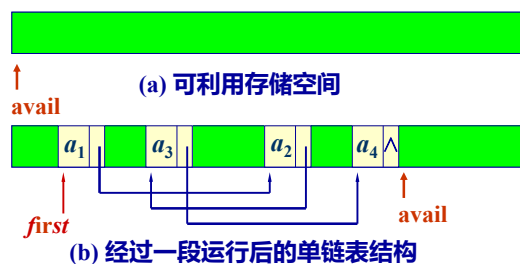 (a) 可利用存储空间
avail
a1 a3 a2 a4 ∧
first
avail
(b) 经过一段运行后的单链表结构